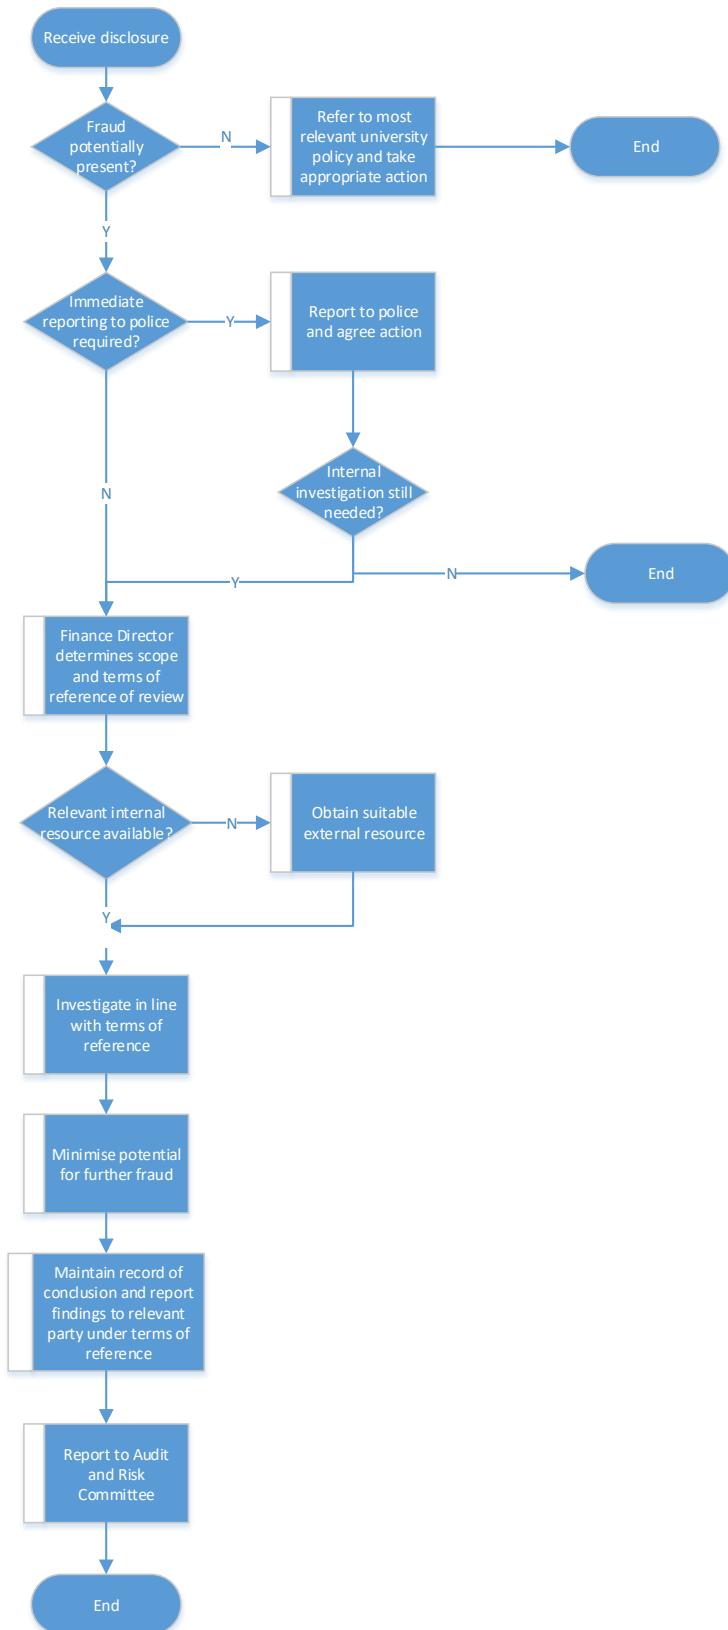 Receive disclosure
Fraud
potentially
present?
N
Refer to most
relevant university
policy and take
appropriate action
End
Y
Immediate
reporting to police
required?
Y
Report to police
and agree action
N
Internal
investigation still
needed?
Y
N
End
Finance Director
determines scope
and terms of
reference of review
Relevant internal
resource available?
N
Obtain suitable
external resource
Y
Investigate in line
with terms of
reference
Minimise potential
for further fraud
Maintain record of
conclusion and report
findings to relevant
party under terms of
reference
Report to Audit
and Risk
Committee
End